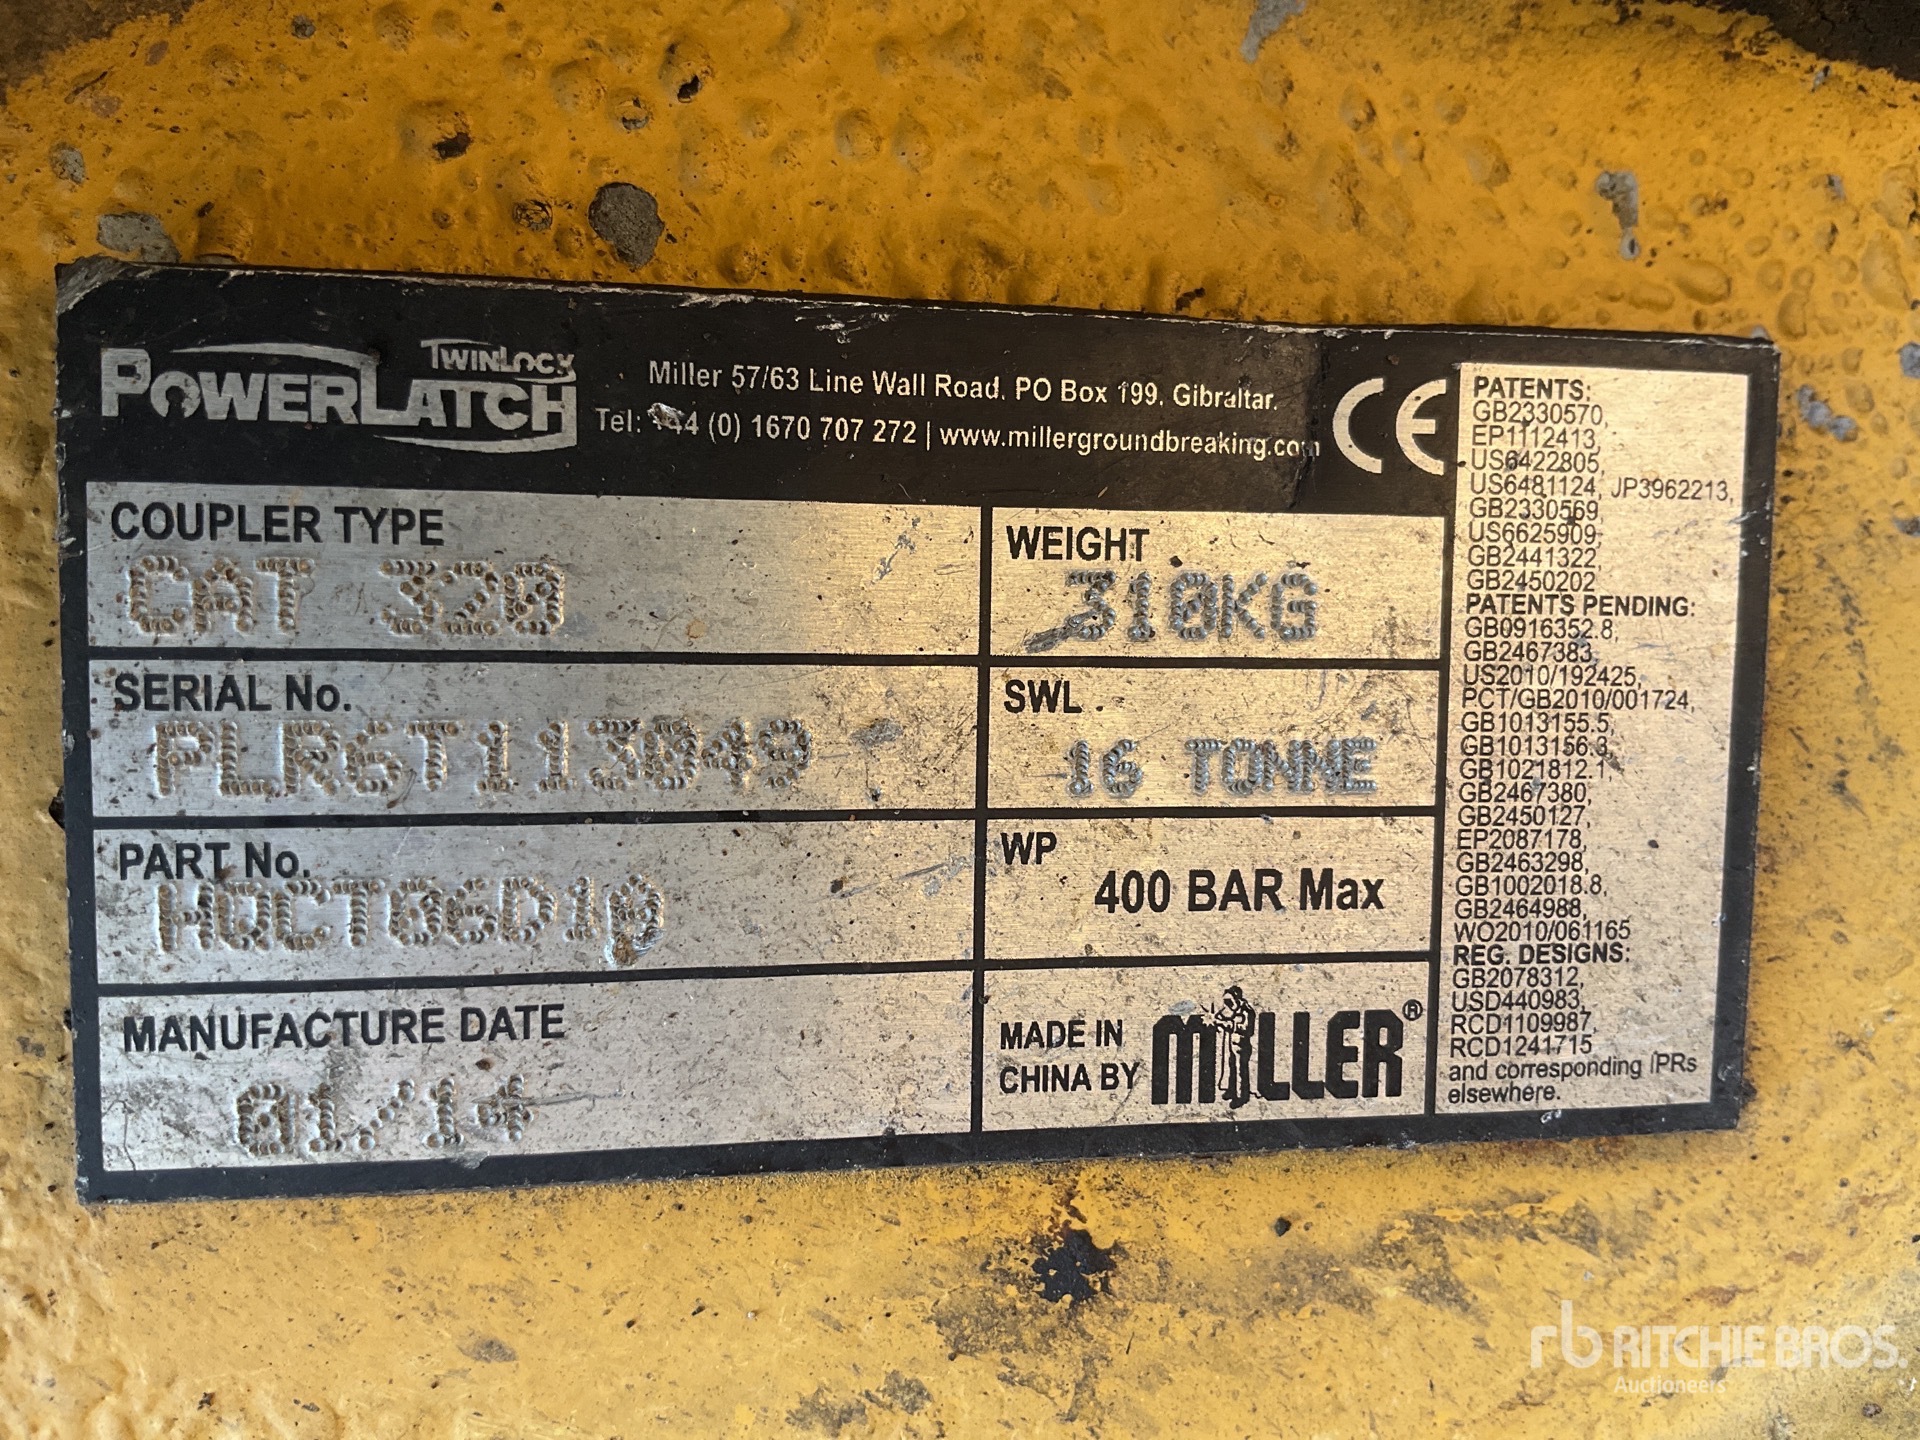 TWINLOCK
POWERLATCH
Miller 57/63 Line Wall Road, PO Box 199, Gibraltar.
Tel: +44 (0) 1670 707 272 | www.millergroundbreaking.com
CE
COUPLER TYPE
CAT 320
WEIGHT
310KG
SERIAL No.
PLR6T113849
SWL
16 TONNE
PART No.
WP
400 BAR Max
MANUFACTURE DATE
01/14
MADE IN
CHINA BY
MILLER®
PATENTS:
GB2330570,
EP1112413,
US6422805,
US6481124, JP3962213,
GB2330569
US6625909,
GB2441322,
GB2450202
PATENTS PENDING:
GB0916352.8,
GB2467383,
US2010/192425,
PCT/GB2010/001724,
GB1013155.5,
GB1013156.3,
GB1021812.1,
GB2467380,
GB2450127,
EP2087178,
GB2463298,
GB1002018.8,
GB2464988,
WO2010/061165
REG. DESIGNS:
GB2078312,
USD440983,
RCD1109987,
RCD1241715
and corresponding IPRs
elsewhere.
rb RITCHIE BROS.
Auctioneers